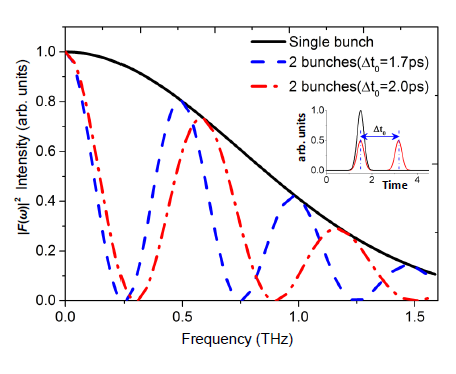 Single bunch
2 bunches(Δt₀=1.7ps)
2 bunches(Δt₀=2.0ps)
|F(ω)|² Intensity (arb. units)
1.0
0.8
0.6
0.4
0.2
0.0
0.0
0.5
1.0
1.5
Frequency (THz)
arb. units
1.0
0.5
0.0
Δt₀
0
2
4
Time